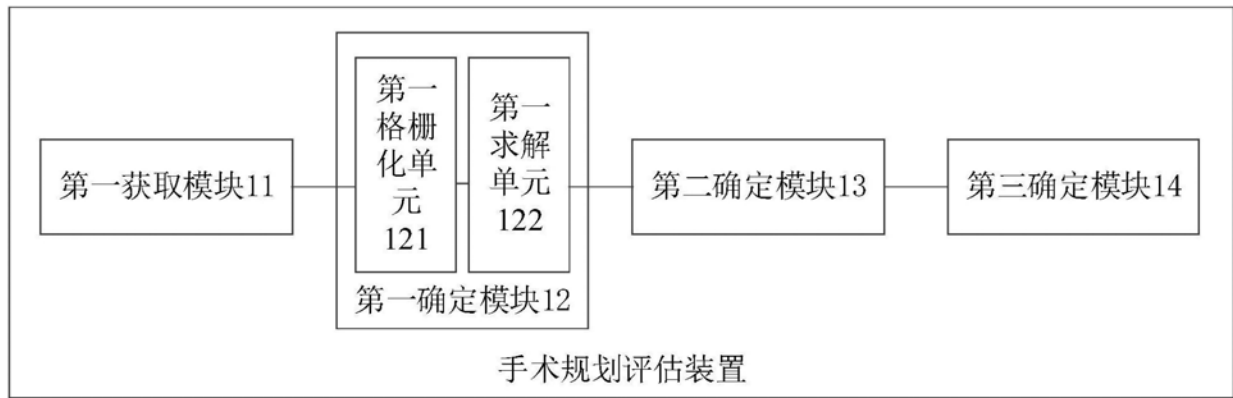 第一获取模块11
第一
格栅
化单
元
121
第一
求解
单元
122
第一确定模块12
第二确定模块13
第三确定模块14
手术规划评估装置